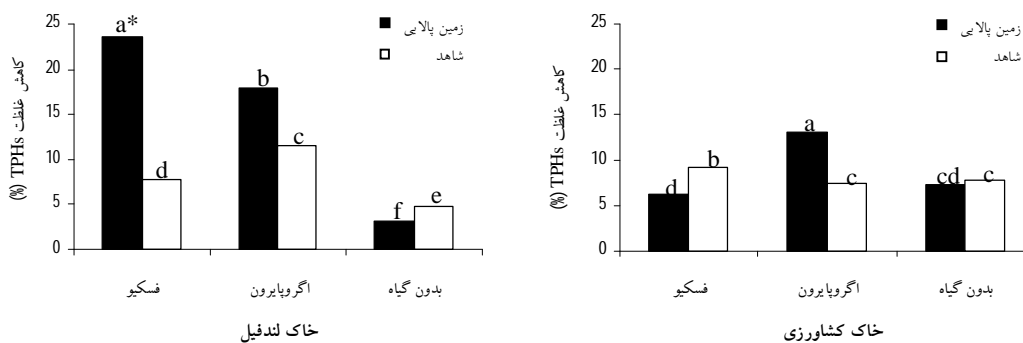 25
20
15
10
5
0
کاهش غلظت TPHs (%)
زمین پالایی
شاهد
a*
d
b
c
f
e
فسکیو
اگروپایرون
بدون گیاه
خاک لندفیل
25
20
15
10
5
0
کاهش غلظت TPHs (%)
زمین پالایی
شاهد
d
b
a
c
cd
c
فسکیو
اگروپایرون
بدون گیاه
خاک کشاورزی